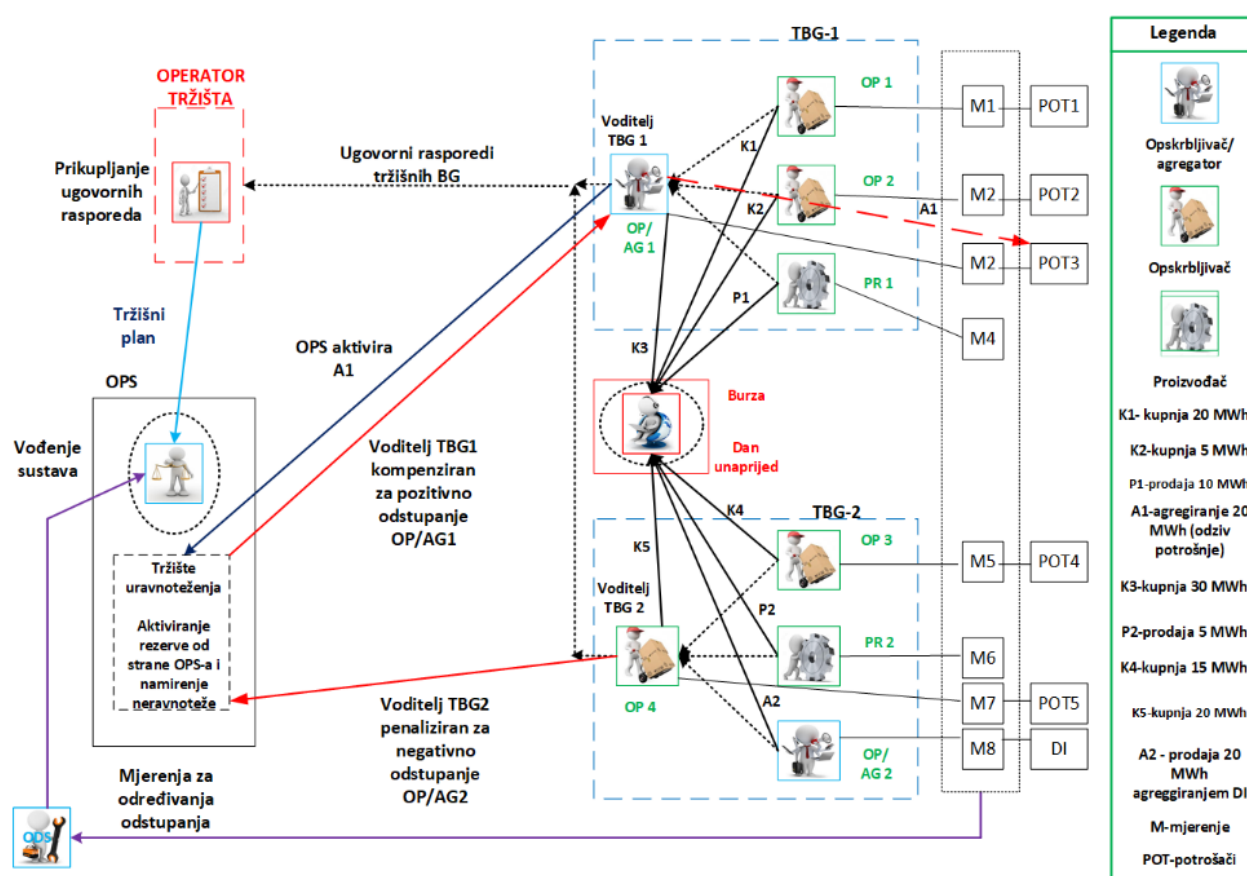 TBG-1
Legenda
OPERATOR
TRŽIŠTA
Prikupljanje
ugovornih
rasporeda
Ugovorni rasporedi
tržišnih BG
Voditelj
TBG 1
OP/
AG 1
OP 1
OP 2
PR 1
K1
K2
P1
K3
A1
M1
POT1
M2
POT2
M2
POT3
M4
Opskrbljivač/
agregator
Opskrbljivač
Proizvođač
K1- kupnja 20 MWh
K2-kupnja 5 MWh
P1-prodaja 10 MWh
A1-agregiranje 20
MWh (odziv
potrošnje)
K3-kupnja 30 MWh
P2-prodaja 5 MWh
K4-kupnja 15 MWh
K5-kupnja 20 MWh
A2 - prodaja 20
MWh
agreggiranjem DI
M-mjerenje
POT-potrošači
Tržišni
plan
OPS aktivira
A1
OPS
Vođenje
sustava
Voditelj TBG1
kompenziran
za pozitivno
odstupanje
OP/AG1
Burza
Dan
unaprijed
Tržište
uravnoteženja
Aktiviranje
rezerve od
strane OPS-a i
namirenje
neravnoteže
TBG-2
K4
K5
P2
A2
Voditelj
TBG 2
OP 4
OP 3
PR 2
OP/
AG 2
M5
POT4
M6
M7
POT5
M8
DI
Voditelj TBG2
penaliziran za
negativno
odstupanje
OP/AG2
Mjerenja za
određivanja
odstupanja
ODS